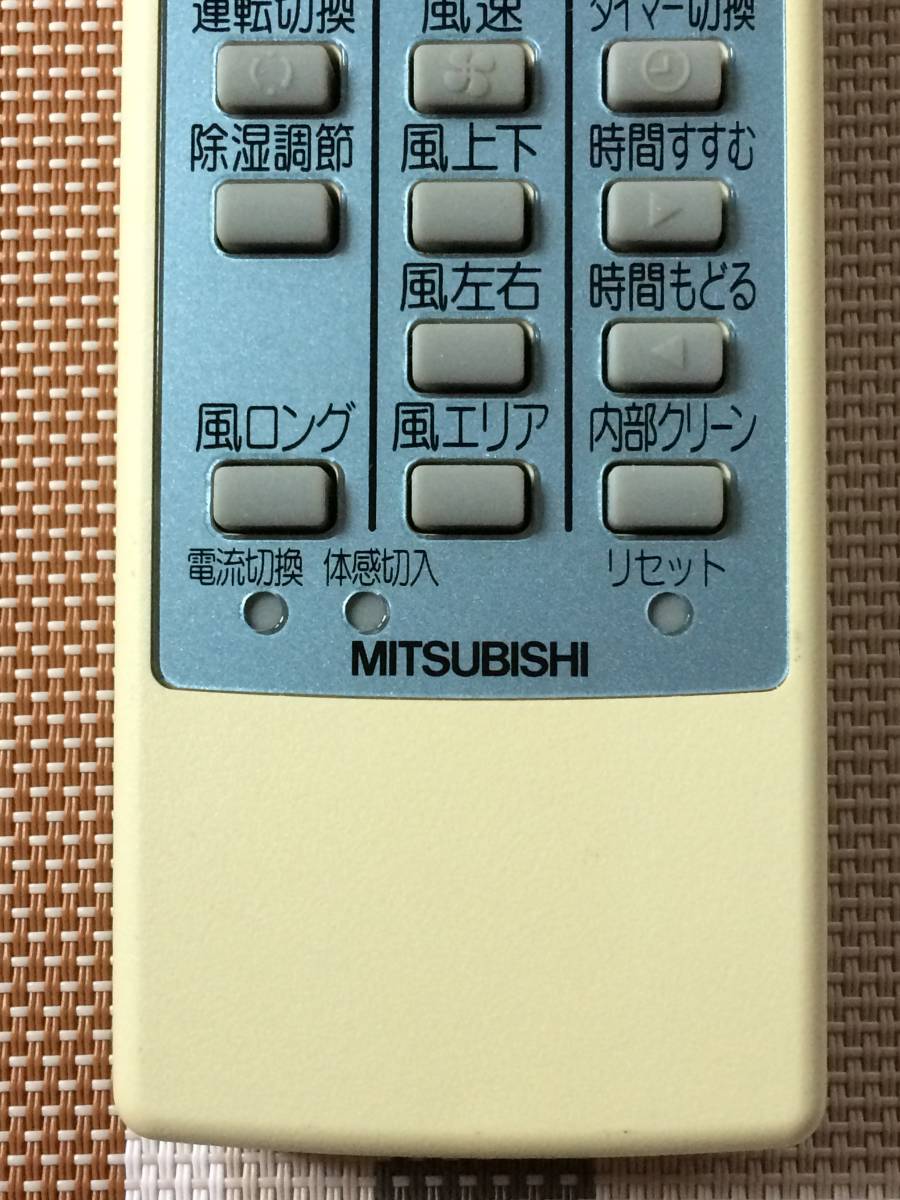 運転切換 風速 タイマー切換
除湿調節 風上下 時間すすむ
風左右 時間もどる
風ロング 風エリア 内部クリーン
電流切換 体感切入 リセット
MITSUBISHI